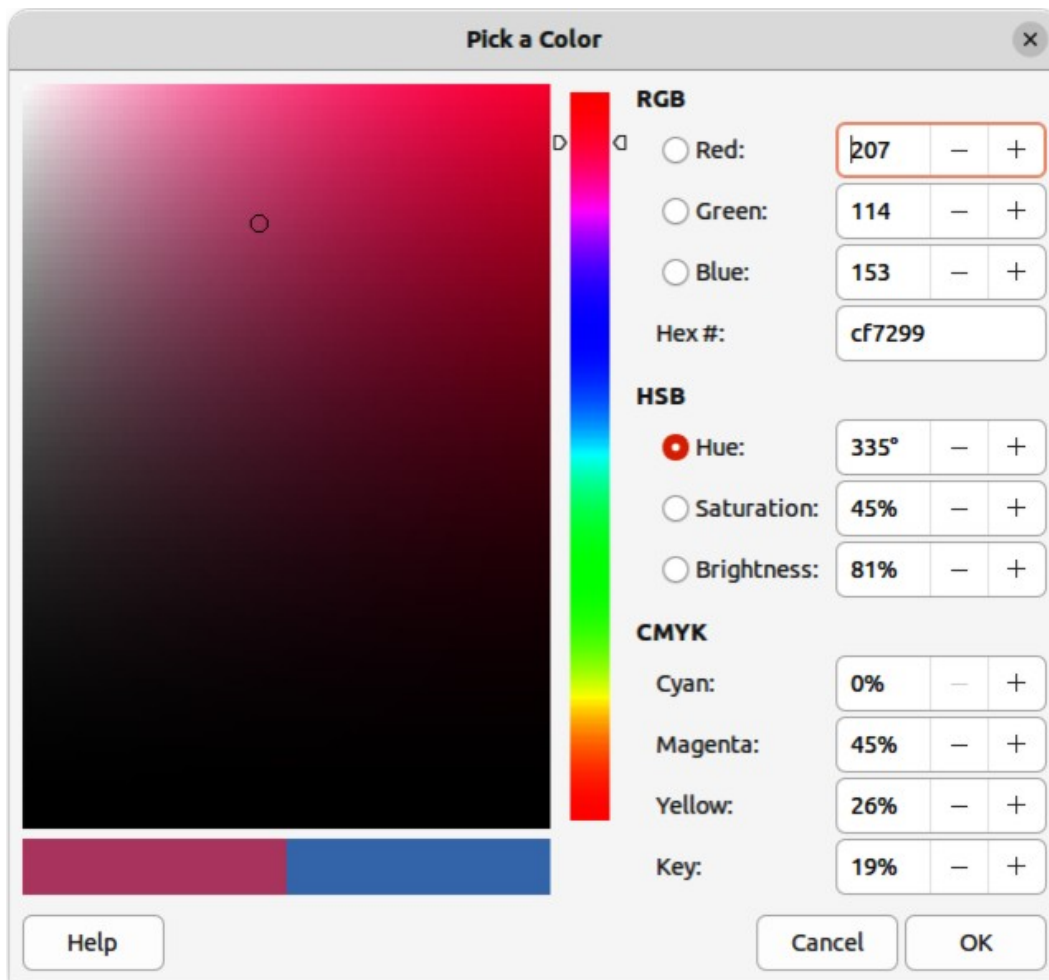 Pick a Color
RGB
Red: 207
Green: 114
Blue: 153
Hex #: cf7299
HSB
Hue: 335°
Saturation: 45%
Brightness: 81%
CMYK
Cyan: 0%
Magenta: 45%
Yellow: 26%
Key: 19%
Help Cancel OK